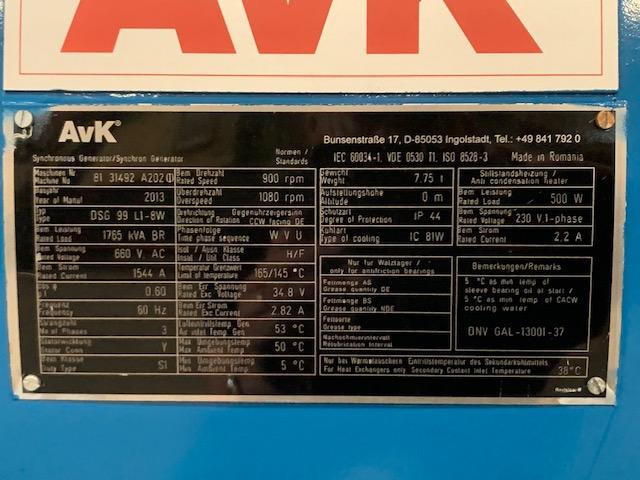 AvK
AvK®
Bunsenstraße 17, D-85053 Ingolstadt, Tel.: +49 841 792 0
Synchronous Generator/Synchron Generator
Normen / Standards
IEC 60034-1, VDE 0530 T1, ISO 8528-3
Made in Romania
Maschinen Nr
Machine No
81 31492 A202
Baujahr
Year of Manuf
2013
Typ
Type
DSG 99 L1-8W
Bem Leistung
Rated Load
1765 kVA BR
Bem Spannung
Rated Voltage
660 V, AC
Bem Strom
Rated Current
1544 A
Cos φ
p.f
0.60
Frequenz
Frequency
60 Hz
Strangzahl
No of Phases
3
Statorwicklung
Stator Conn
Y
Bem Klasse
Duty Type
S1
Bem Drehzahl
Rated Speed
900 rpm
Überdrehzahl
Overspeed
1080 rpm
Drehrichtung Gegenuhrzeigersinn
Direction of Rotation CCW facing DE
Phasenfolge
Time phase sequence
W V U
Isol / Ausn Klasse
Insul / Util Class
H/F
Temperatur Grenzwert
Limit of temperature
165/145 °C
Bem Err Spannung
Rated Exc Voltage
34.8 V
Bem Err Strom
Rated Exc Current
2.82 A
Lufteintrittstemp Gen
Air inlet Temp Gen
53 °C
Max Umgebungstemp
Max Ambient Temp
50 °C
Min Umgebungstemp
Min Ambient Temp
5 °C
Gewicht
Weight
7.75 t
Aufstellungshöhe
Altitude
0 m
Schutzart
Degree of Protection
IP 44
Kühlart
Type of cooling
IC 81W
Nur für Wälzlager /
only for antifriction bearings
Fettmenge AS
Grease quantity DE
Fettmenge BS
Grease quantity NDE
Fettsorte
Grease type
Nachschmierintervall
Relubrication Interval
Stillstandsheizung /
Anti condensation heater
Bem Leistung
Rated Load
500 W
Bem Spannung
Rated Voltage
230 V,1-phase
Bem Strom
Rated Current
2.2 A
Bemerkungen/Remarks
5 °C as min temp of
sleeve bearing oil at start /
5 °C as min temp of CACW
cooling water
DNV GAL-13001-37
Nur bei Wärmetauschern Eintrittstemperatur des Sekundärkühlmittels
For Heat Exchangers only Secondary Coolant Inlet Temperature
38 °C